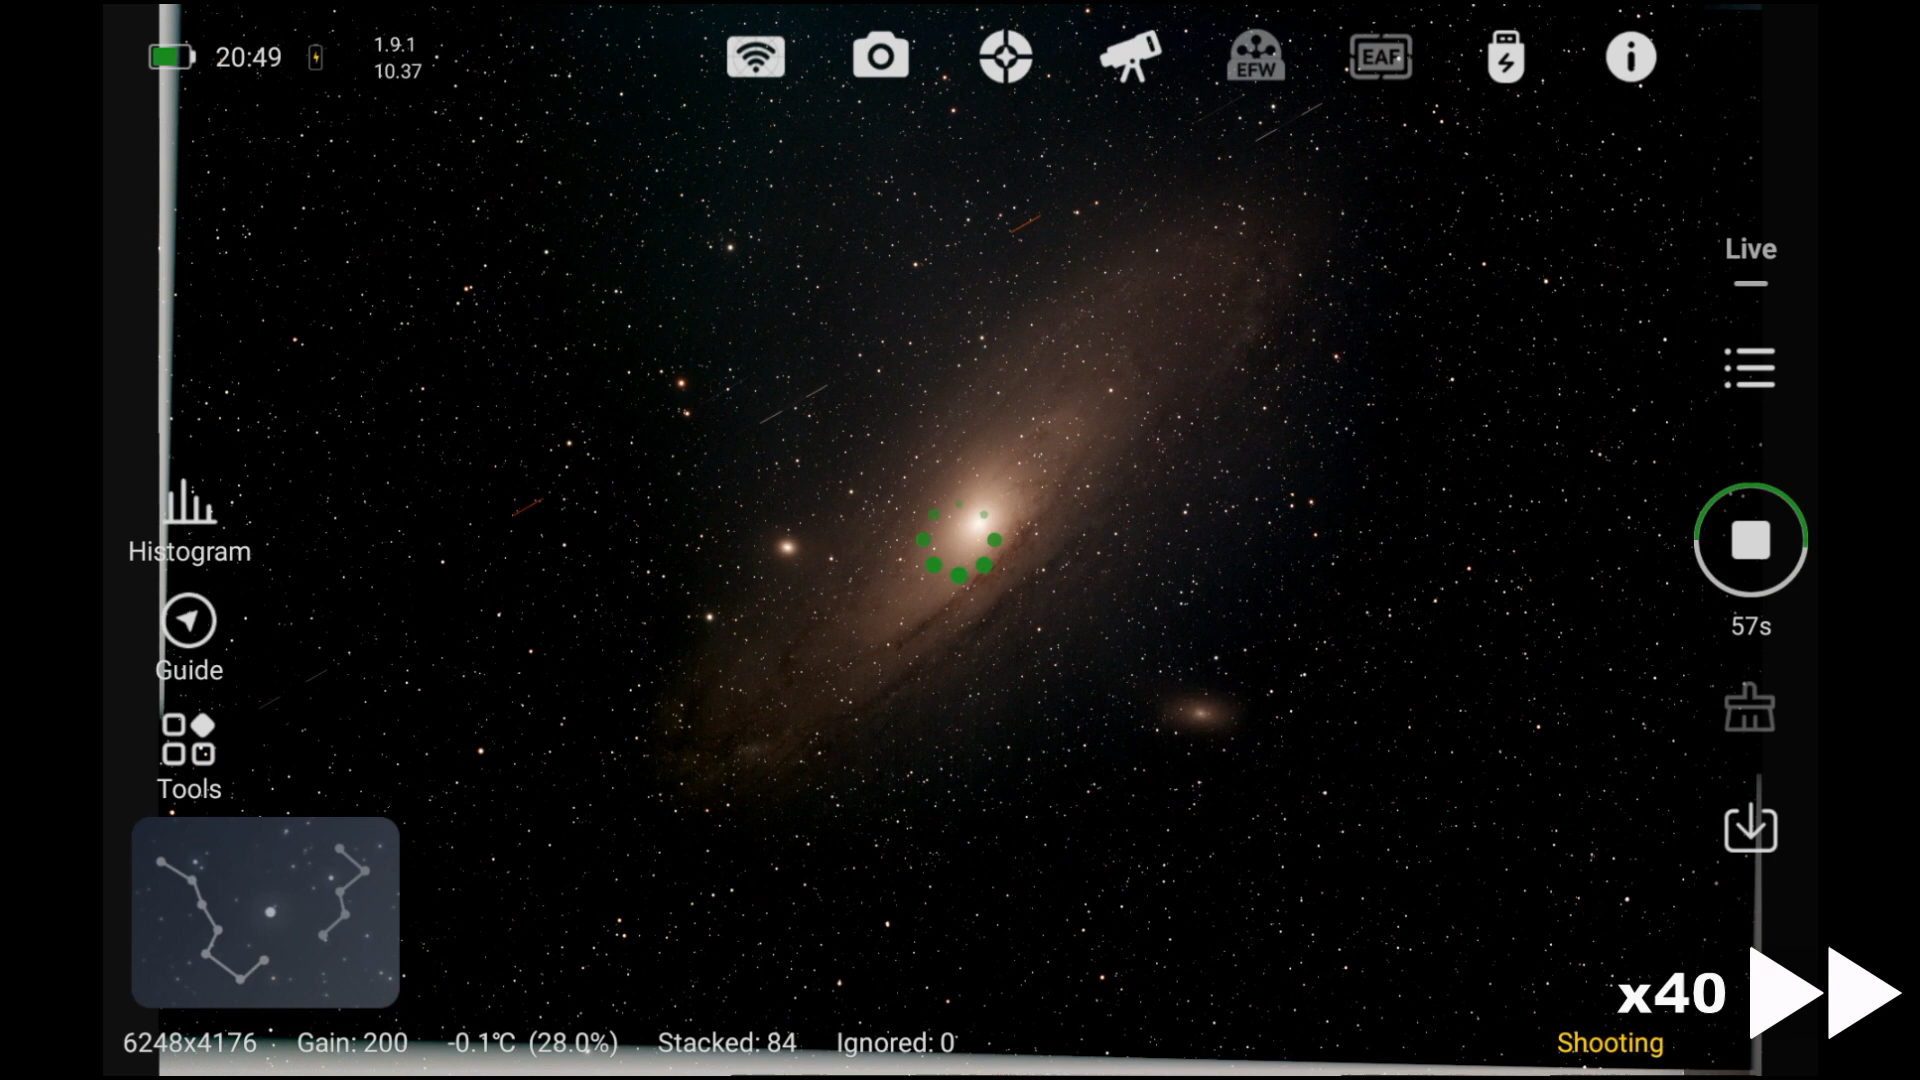 20:49
1.9.1
10.37
EFW
EAF
Live
Histogram
57s
Guide
Tools
x40
6248x4176 Gain: 200 -0.1℃ (28.0%) Stacked: 84 Ignored: 0 Shooting